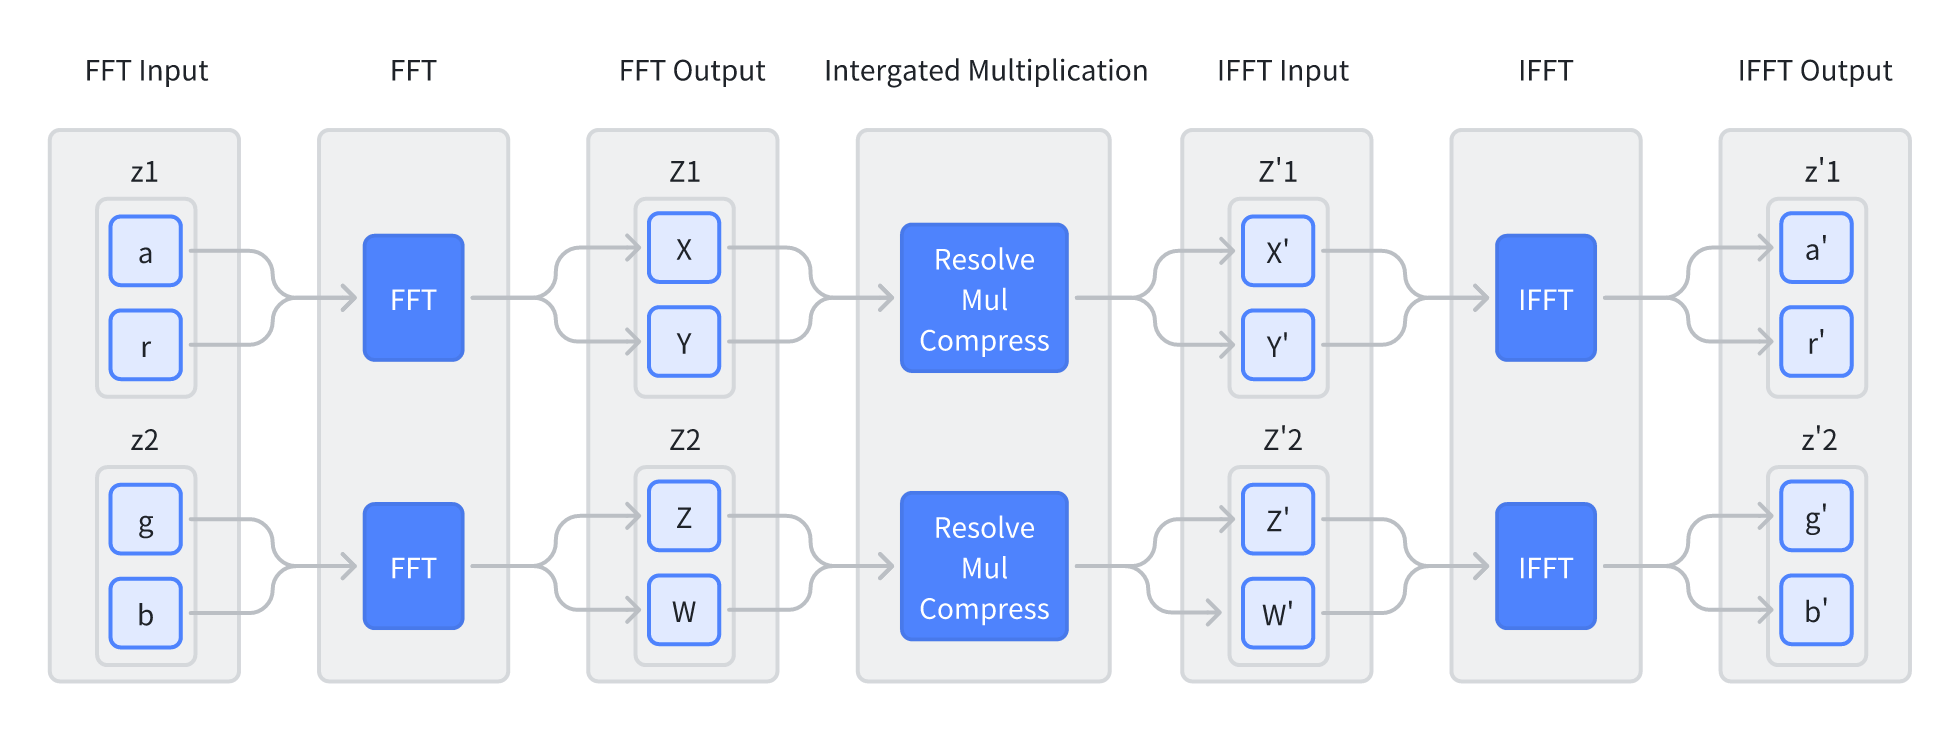 FFT Input
FFT
FFT Output
Intergated Multiplication
IFFT Input
IFFT
IFFT Output
z1
a
r
z2
g
b
FFT
FFT
Z1
X
Y
Z2
Z
W
Resolve
Mul
Compress
Resolve
Mul
Compress
Z'1
X'
Y'
Z'2
Z'
W'
IFFT
IFFT
z'1
a'
r'
z'2
g'
b'